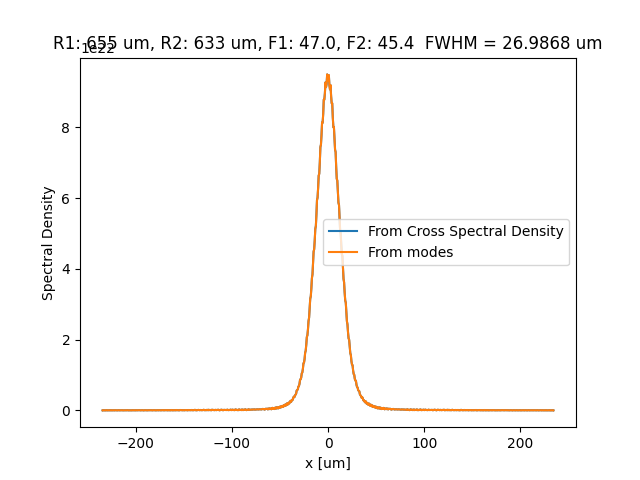 R1: 655 um, R2: 633 um, F1: 47.0, F2: 45.4  FWHM = 26.9868 um
1e22
8
6
4
2
0
Spectral Density
From Cross Spectral Density
From modes
−200
−100
0
100
200
x [um]